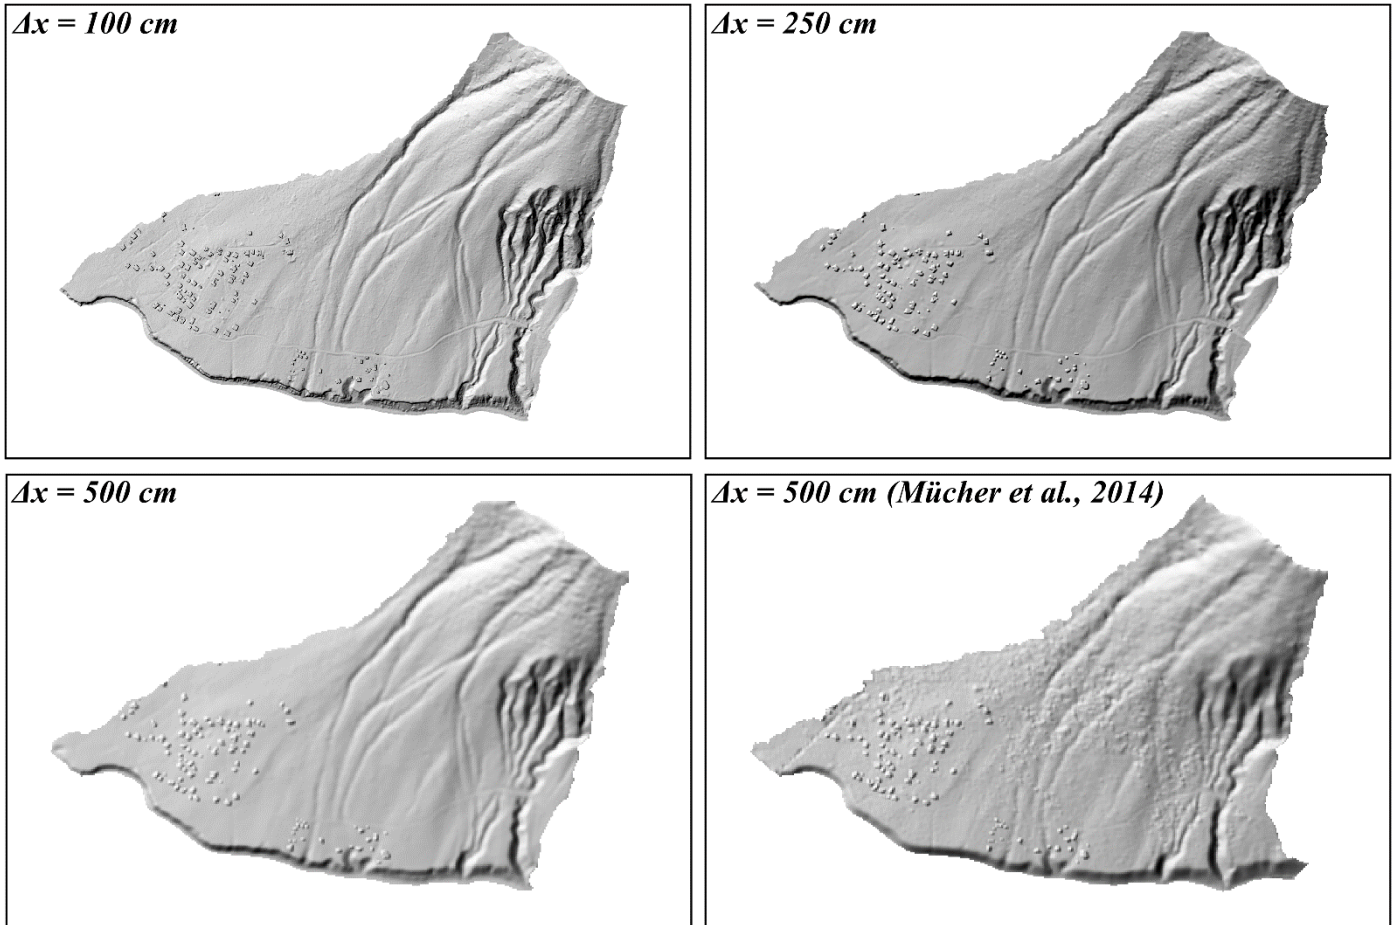 Δx = 100 cm
Δx = 250 cm
Δx = 500 cm
Δx = 500 cm (Mücher et al., 2014)